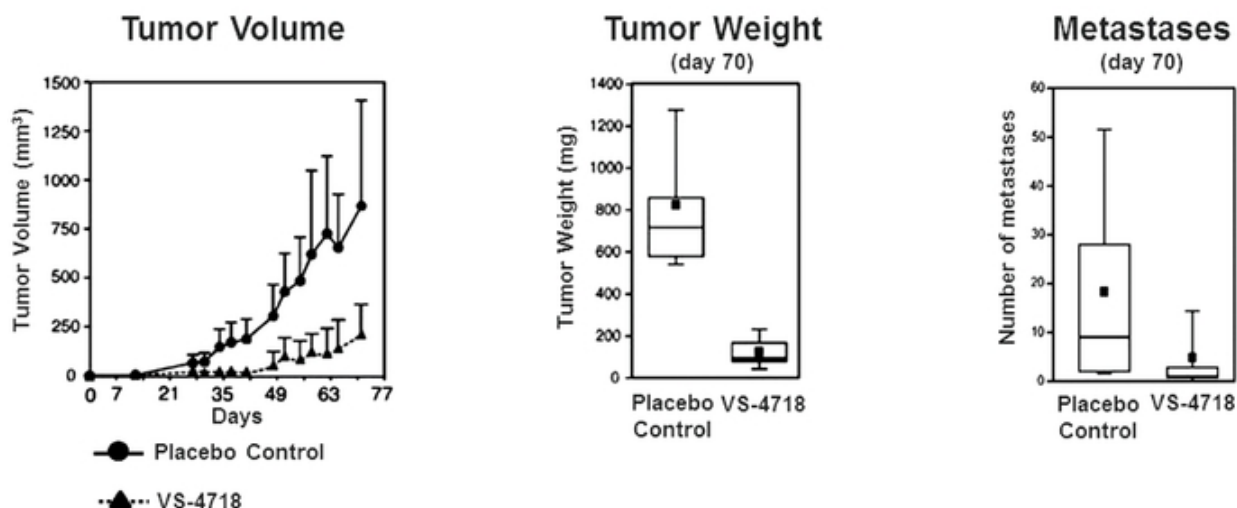 Tumor Volume
Tumor Volume (mm³)
1500
1250
1000
750
500
250
0
0 7 21 35 49 63 77
Days
Placebo Control
VS-4718
Tumor Weight
(day 70)
Tumor Weight (mg)
1400
1200
1000
800
600
400
200
0
Placebo VS-4718
Control
Metastases
(day 70)
Number of metastases
60
50
40
30
20
10
0
Placebo VS-4718
Control